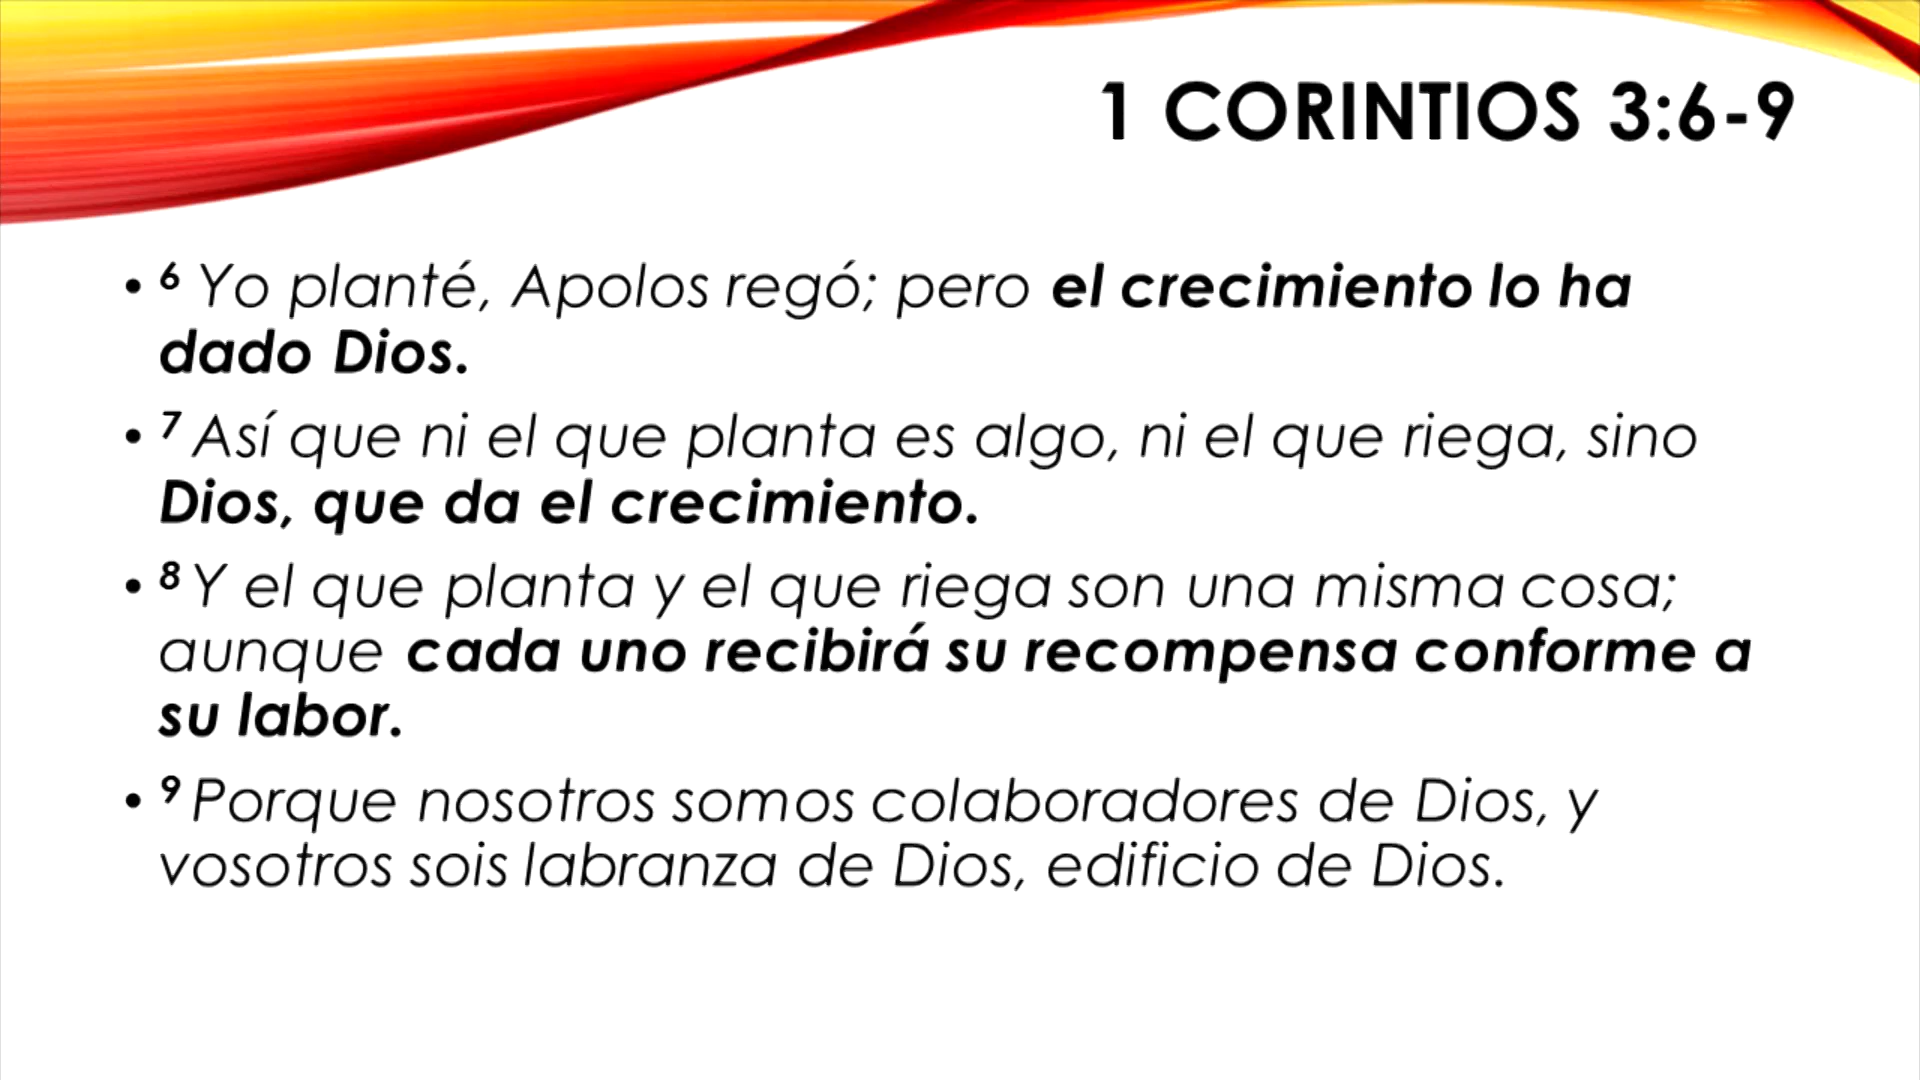 1 CORINTIOS 3:6-9
• 6 Yo planté, Apolos regó; pero el crecimiento lo ha
dado Dios.
• 7 Así que ni el que planta es algo, ni el que riega, sino
Dios, que da el crecimiento.
• 8 Y el que planta y el que riega son una misma cosa;
aunque cada uno recibirá su recompensa conforme a
su labor.
• 9 Porque nosotros somos colaboradores de Dios, y
vosotros sois labranza de Dios, edificio de Dios.